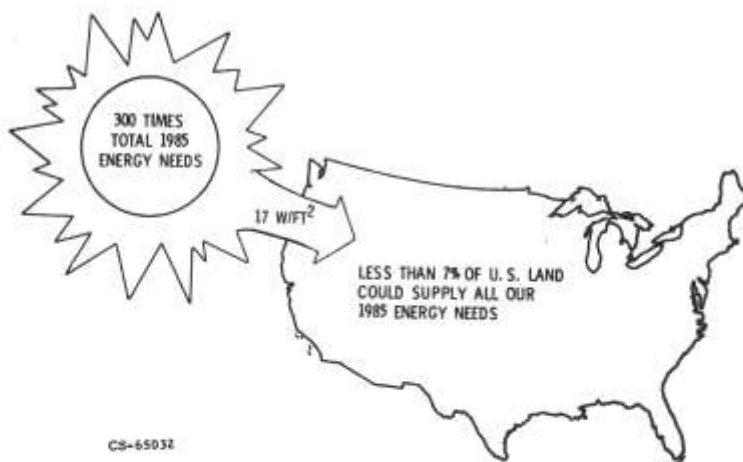 300 TIMES
TOTAL 1985
ENERGY NEEDS
17 W/FT²
LESS THAN 7% OF U.S. LAND
COULD SUPPLY ALL OUR
1985 ENERGY NEEDS
CS-65032